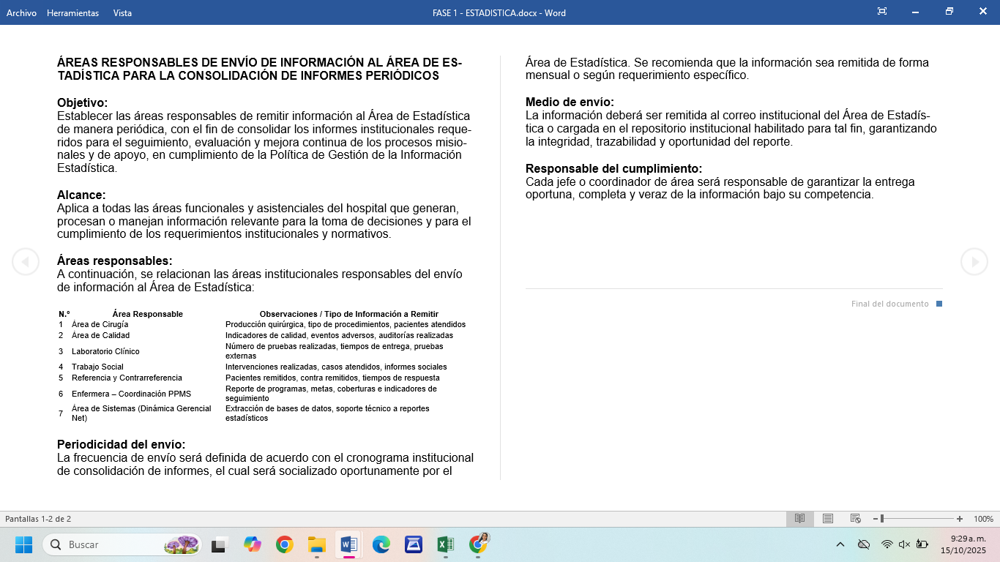 Archivo Herramientas Vista
FASE 1 - ESTADISTICA.docx - Word
ÁREAS RESPONSABLES DE ENVÍO DE INFORMACIÓN AL ÁREA DE ES-
TADÍSTICA PARA LA CONSOLIDACIÓN DE INFORMES PERIÓDICOS
Objetivo:
Establecer las áreas responsables de remitir información al Área de Estadística
de manera periódica, con el fin de consolidar los informes institucionales reque-
ridos para el seguimiento, evaluación y mejora continua de los procesos misio-
nales y de apoyo, en cumplimiento de la Política de Gestión de la Información
Estadística.
Alcance:
Aplica a todas las áreas funcionales y asistenciales del hospital que generan,
procesan o manejan información relevante para la toma de decisiones y para el
cumplimiento de los requerimientos institucionales y normativos.
Áreas responsables:
A continuación, se relacionan las áreas institucionales responsables del envío
de información al Área de Estadística:
N.º Área Responsable Observaciones / Tipo de Información a Remitir
1 Área de Cirugía Producción quirúrgica, tipo de procedimientos, pacientes atendidos
2 Área de Calidad Indicadores de calidad, eventos adversos, auditorías realizadas
3 Laboratorio Clínico Número de pruebas realizadas, tiempos de entrega, pruebas
externas
4 Trabajo Social Intervenciones realizadas, casos atendidos, informes sociales
5 Referencia y Contrarreferencia Pacientes remitidos, contra remitidos, tiempos de respuesta
6 Enfermera – Coordinación PPMS Reporte de programas, metas, coberturas e indicadores de
seguimiento
7 Área de Sistemas (Dinámica Gerencial Extracción de bases de datos, soporte técnico a reportes
Net) estadísticos
Periodicidad del envío:
La frecuencia de envío será definida de acuerdo con el cronograma institucional
de consolidación de informes, el cual será socializado oportunamente por el
Área de Estadística. Se recomienda que la información sea remitida de forma
mensual o según requerimiento específico.
Medio de envío:
La información deberá ser remitida al correo institucional del Área de Estadís-
tica o cargada en el repositorio institucional habilitado para tal fin, garantizando
la integridad, trazabilidad y oportunidad del reporte.
Responsable del cumplimiento:
Cada jefe o coordinador de área será responsable de garantizar la entrega
oportuna, completa y veraz de la información bajo su competencia.
Final del documento
Pantallas 1-2 de 2
100%
Buscar
9:29 a. m.
15/10/2025